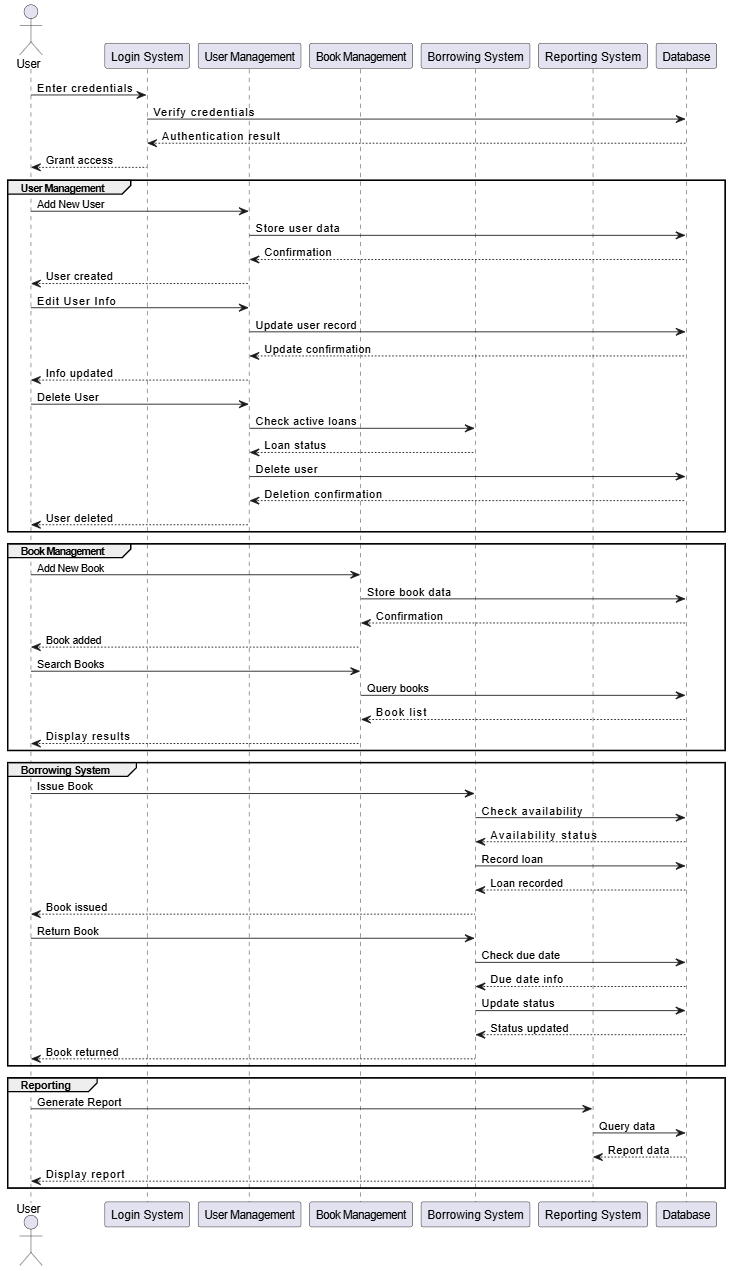 User
Login System
User Management
Book Management
Borrowing System
Reporting System
Database
Enter credentials
Verify credentials
Authentication result
Grant access
User Management
Add New User
Store user data
Confirmation
User created
Edit User Info
Update user record
Update confirmation
Info updated
Delete User
Check active loans
Loan status
Delete user
Deletion confirmation
User deleted
Book Management
Add New Book
Store book data
Confirmation
Book added
Search Books
Query books
Book list
Display results
Borrowing System
Issue Book
Check availability
Availability status
Record loan
Loan recorded
Book issued
Return Book
Check due date
Due date info
Update status
Status updated
Book returned
Reporting
Generate Report
Query data
Report data
Display report
User
Login System
User Management
Book Management
Borrowing System
Reporting System
Database